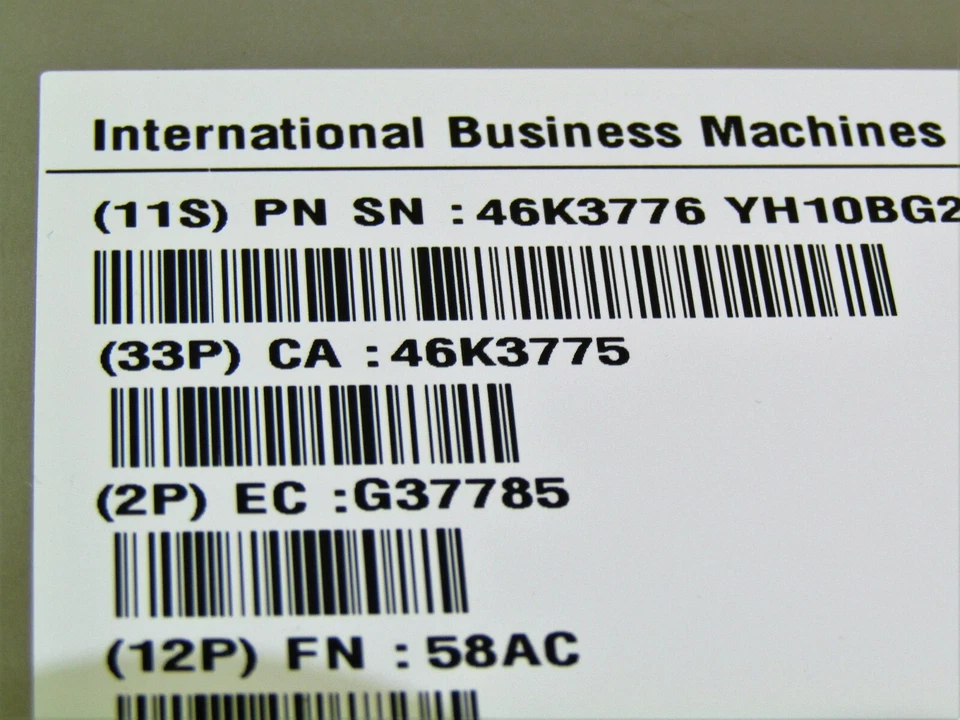 International Business Machines
(11S) PN SN : 46K3776 YH10BG2
(33P) CA : 46K3775
(2P) EC :G37785
(12P) FN : 58AC